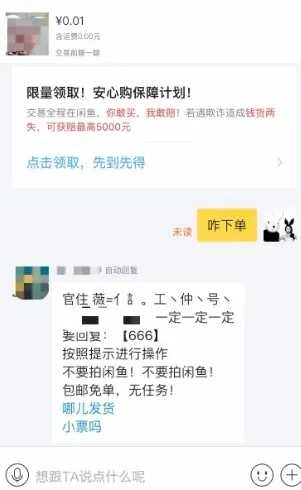 ¥0.01
含运费0.00元
交易前聊一聊
限量领取！安心购保障计划！
交易全程在闲鱼，你敢买，我敢赔！若遇欺诈造成钱货两
失，可获赔最高5000元
点击领取，先到先得
未读
咋下单
自动回复
官住 薇=亻 。工丶仲丶号丶
一定一定一定
要回复：【666】
按照提示进行操作
不要拍闲鱼！不要拍闲鱼！
包邮免单，无任务！
哪儿发货
小票吗
想跟TA说点什么呢